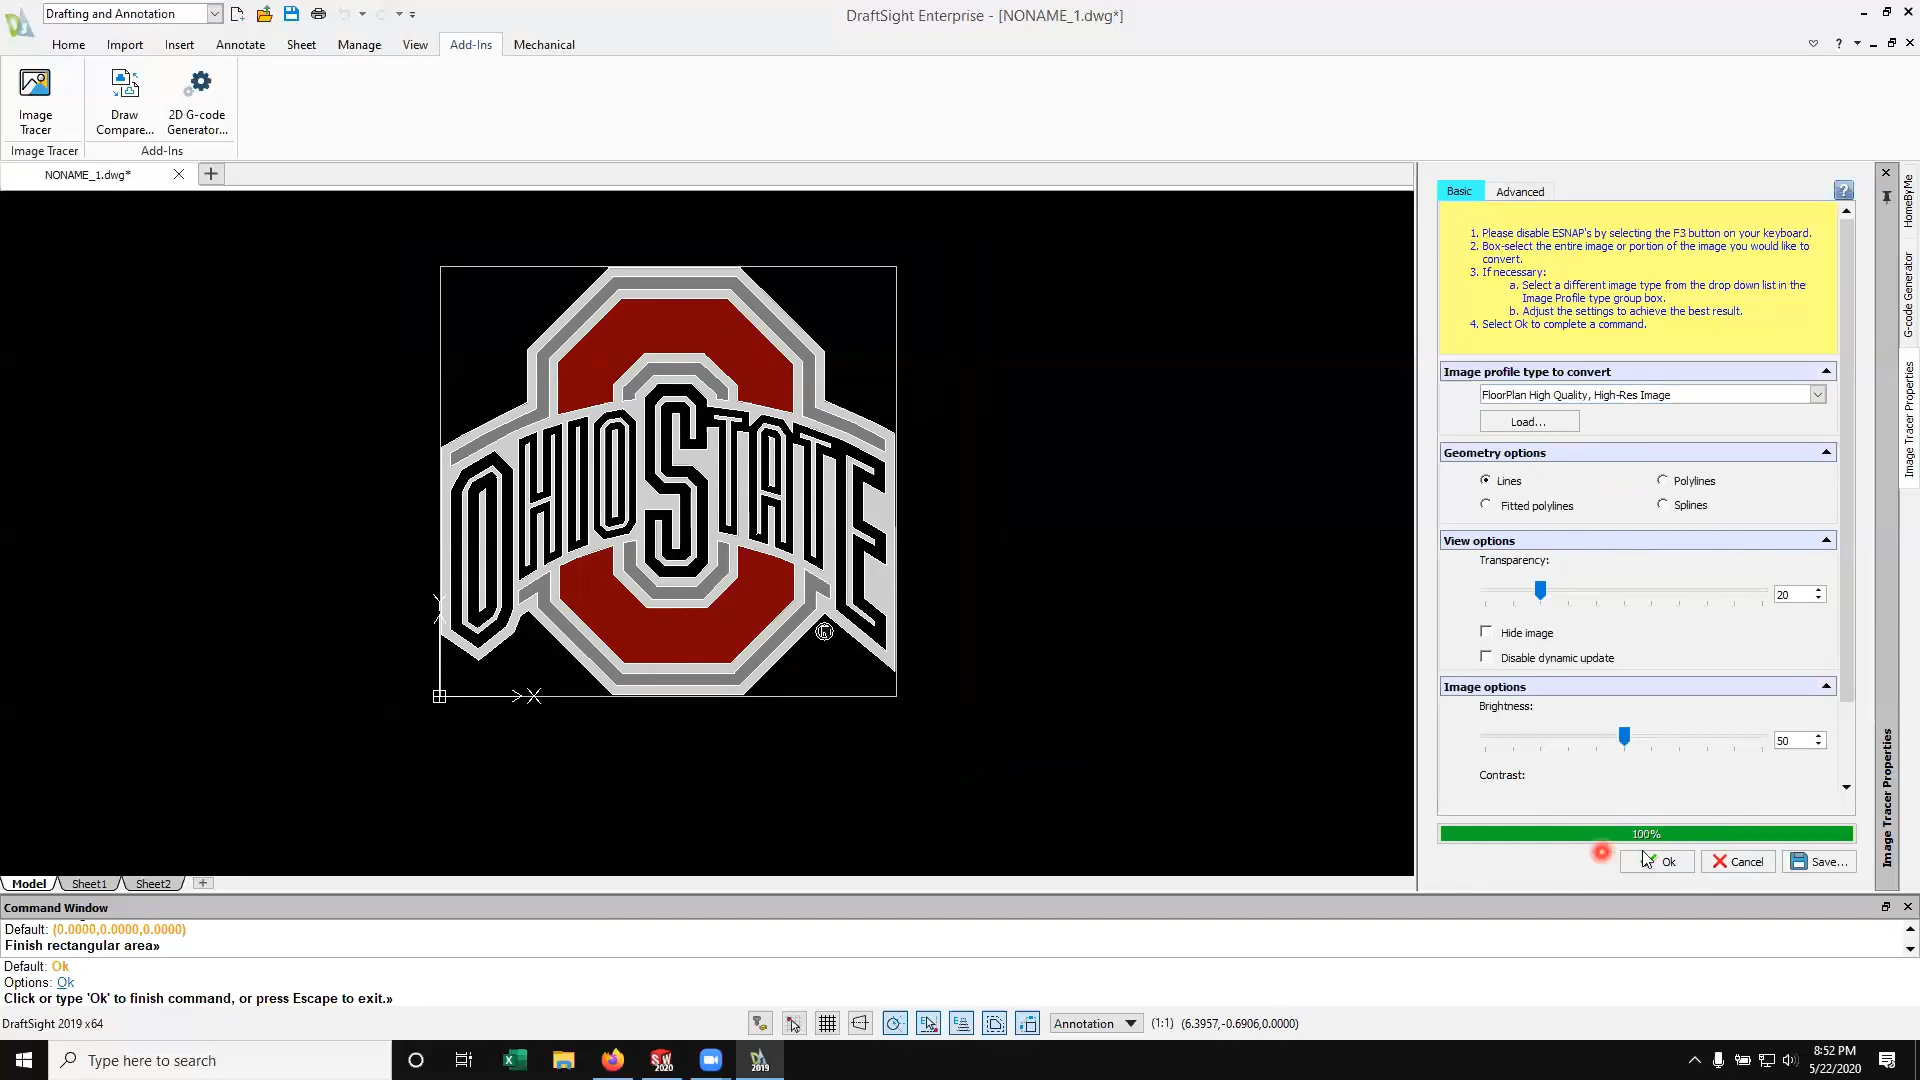 Drafting and Annotation
DraftSight Enterprise - [NONAME_1.dwg*]
Home Import Insert Annotate Sheet Manage View Add-Ins Mechanical
Image Tracer
Draw Compare...
2D G-code Generator...
Image Tracer
Add-Ins
NONAME_1.dwg*
OHIO STATE
X
Y
Basic Advanced
1. Please disable ESNAP's by selecting the F3 button on your keyboard.
2. Box-select the entire image or portion of the image you would like to
convert.
3. If necessary:
a. Select a different image type from the drop down list in the
Image Profile type group box.
b. Adjust the settings to achieve the best result.
4. Select Ok to complete a command.
Image profile type to convert
FloorPlan High Quality, High-Res Image
Load...
Geometry options
Lines Polylines
Fitted polylines Splines
View options
Transparency:
20
Hide image
Disable dynamic update
Image options
Brightness:
50
Contrast:
100%
Ok Cancel Save...
HomeByMe
G-code Generator
Image Tracer Properties
Image Tracer Properties
Model Sheet1 Sheet2
Command Window
Default: (0.0000,0.0000,0.0000)
Finish rectangular area»
Default: Ok
Options: Ok
Click or type 'Ok' to finish command, or press Escape to exit.»
DraftSight 2019 x64
Annotation (1:1) (6.3957,-0.6906,0.0000)
Type here to search
SW 2020
2019
8:52 PM
5/22/2020